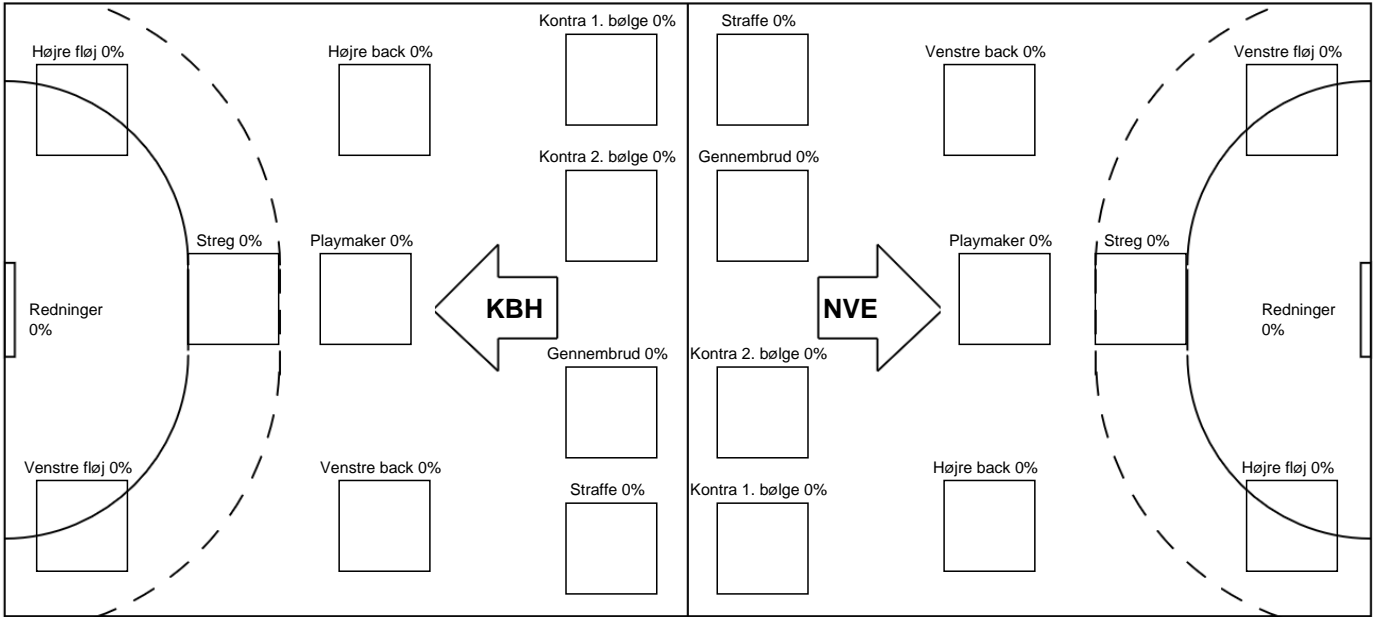 Kontra 1. bølge 0%
Straffe 0%
Højre fløj 0%
Højre back 0%
Venstre back 0%
Venstre fløj 0%
Kontra 2. bølge 0%
Gennembrud 0%
Streg 0%
Playmaker 0%
Playmaker 0%
Streg 0%
Redninger
0%
KBH
NVE
Redninger
0%
Gennembrud 0%
Kontra 2. bølge 0%
Venstre fløj 0%
Venstre back 0%
Højre back 0%
Højre fløj 0%
Straffe 0%
Kontra 1. bølge 0%